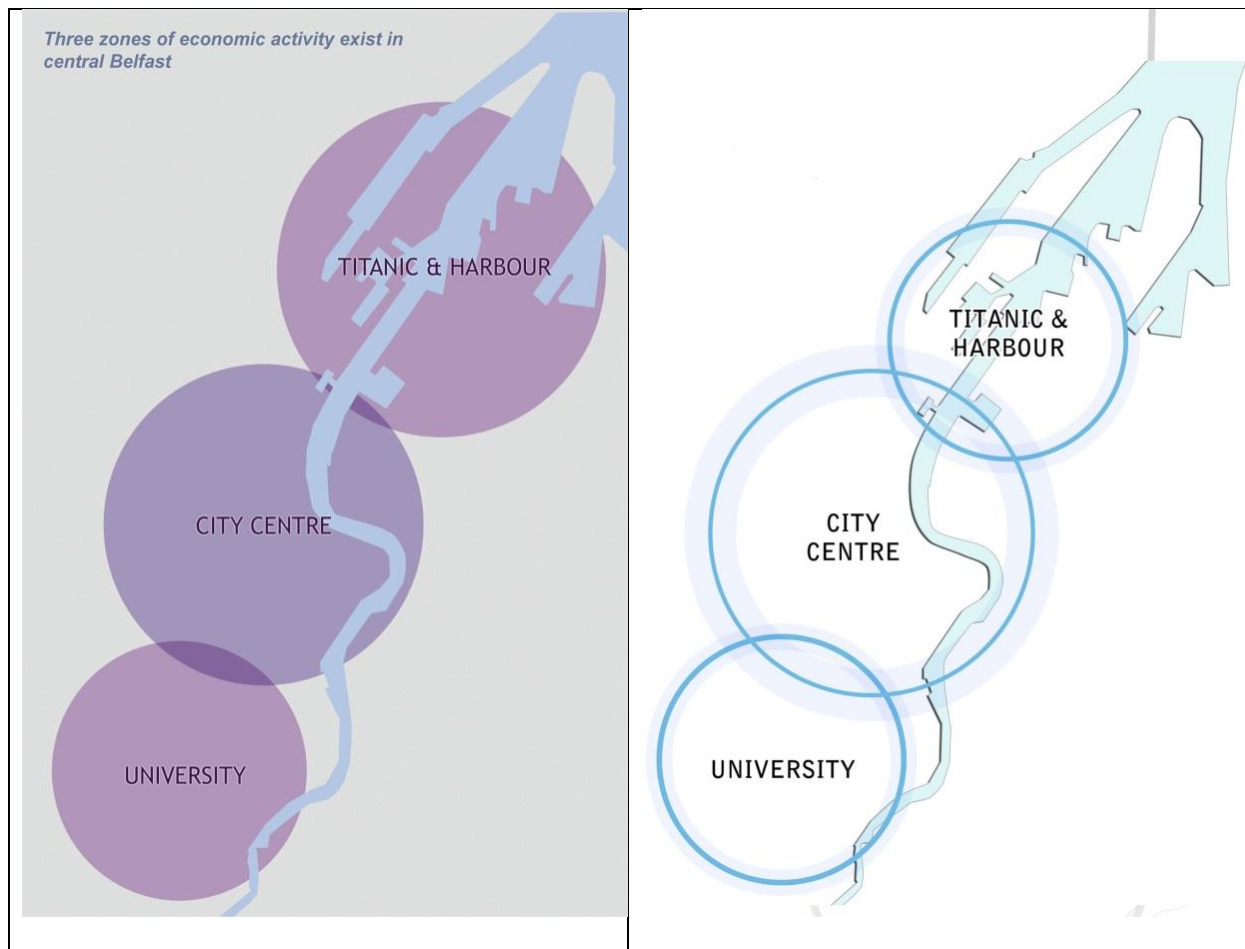 Three zones of economic activity exist in
central Belfast
TITANIC & HARBOUR
CITY CENTRE
UNIVERSITY
TITANIC &
HARBOUR
CITY
CENTRE
UNIVERSITY